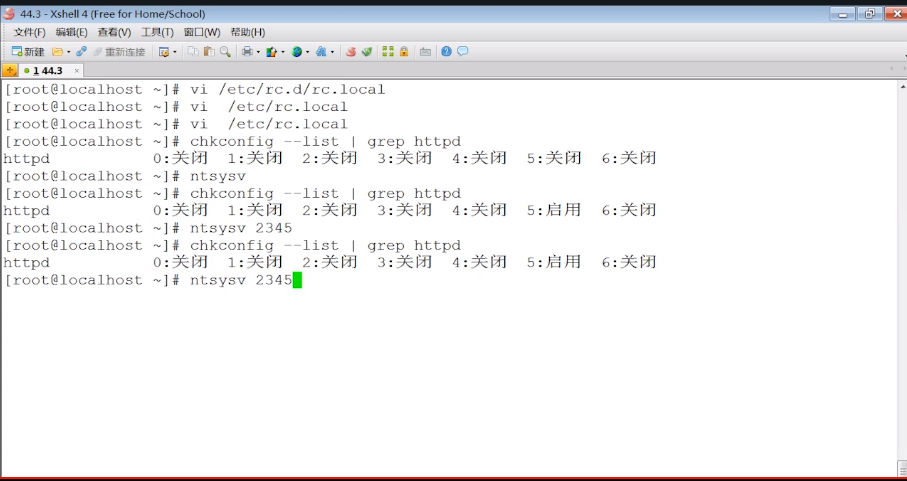 44.3 - Xshell 4 (Free for Home/School)
文件(F) 编辑(E) 查看(V) 工具(T) 窗口(W) 帮助(H)
新建 重新连接
1 44.3
[root@localhost ~]# vi /etc/rc.d/rc.local
[root@localhost ~]# vi  /etc/rc.local
[root@localhost ~]# vi  /etc/rc.local
[root@localhost ~]# chkconfig --list | grep httpd
httpd 0:关闭 1:关闭 2:关闭 3:关闭 4:关闭 5:关闭 6:关闭
[root@localhost ~]# ntsysv
[root@localhost ~]# chkconfig --list | grep httpd
httpd 0:关闭 1:关闭 2:关闭 3:关闭 4:关闭 5:启用 6:关闭
[root@localhost ~]# ntsysv 2345
[root@localhost ~]# chkconfig --list | grep httpd
httpd 0:关闭 1:关闭 2:关闭 3:关闭 4:关闭 5:启用 6:关闭
[root@localhost ~]# ntsysv 2345